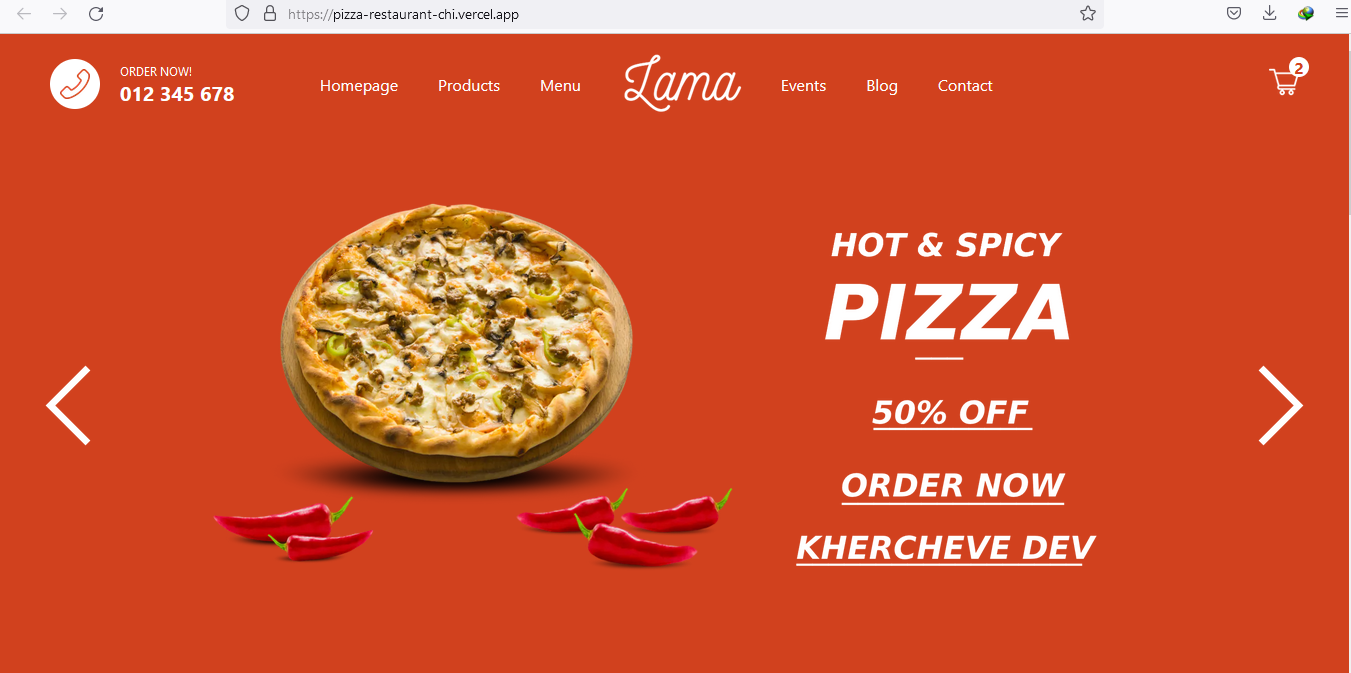 https://pizza-restaurant-chi.vercel.app
ORDER NOW!
012 345 678
Homepage
Products
Menu
Lama
Events
Blog
Contact
2
HOT & SPICY
PIZZA
50% OFF
ORDER NOW
KHERCHEVE DEV